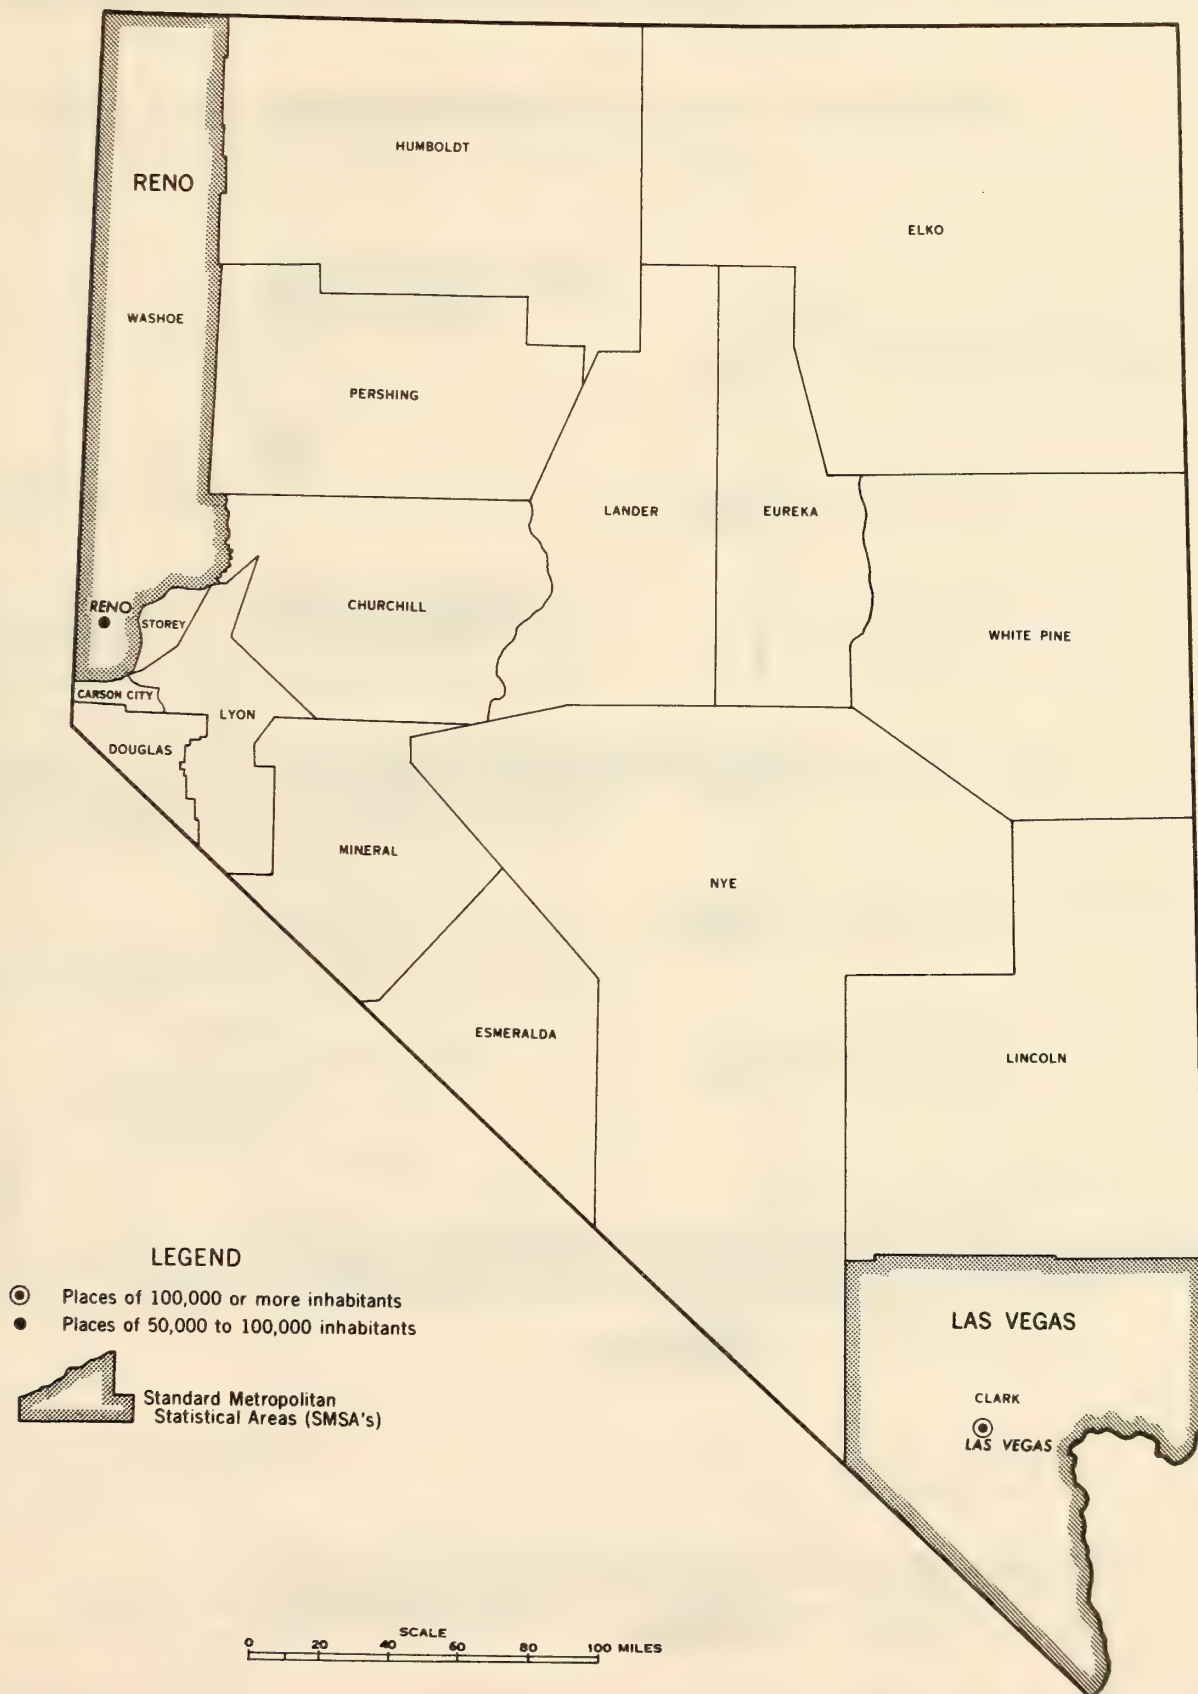 HUMBOLDT
RENO
ELKO
WASHOE
PERSHING
LANDER
EUREKA
RENO
STOREY
CHURCHILL
WHITE PINE
CARSON CITY
LYON
DOUGLAS
MINERAL
NYE
ESMERALDA
LINCOLN
LEGEND
Places of 100,000 or more inhabitants
Places of 50,000 to 100,000 inhabitants
Standard Metropolitan
Statistical Areas (SMSA's)
LAS VEGAS
CLARK
LAS VEGAS
SCALE
0 20 40 60 80 100 MILES